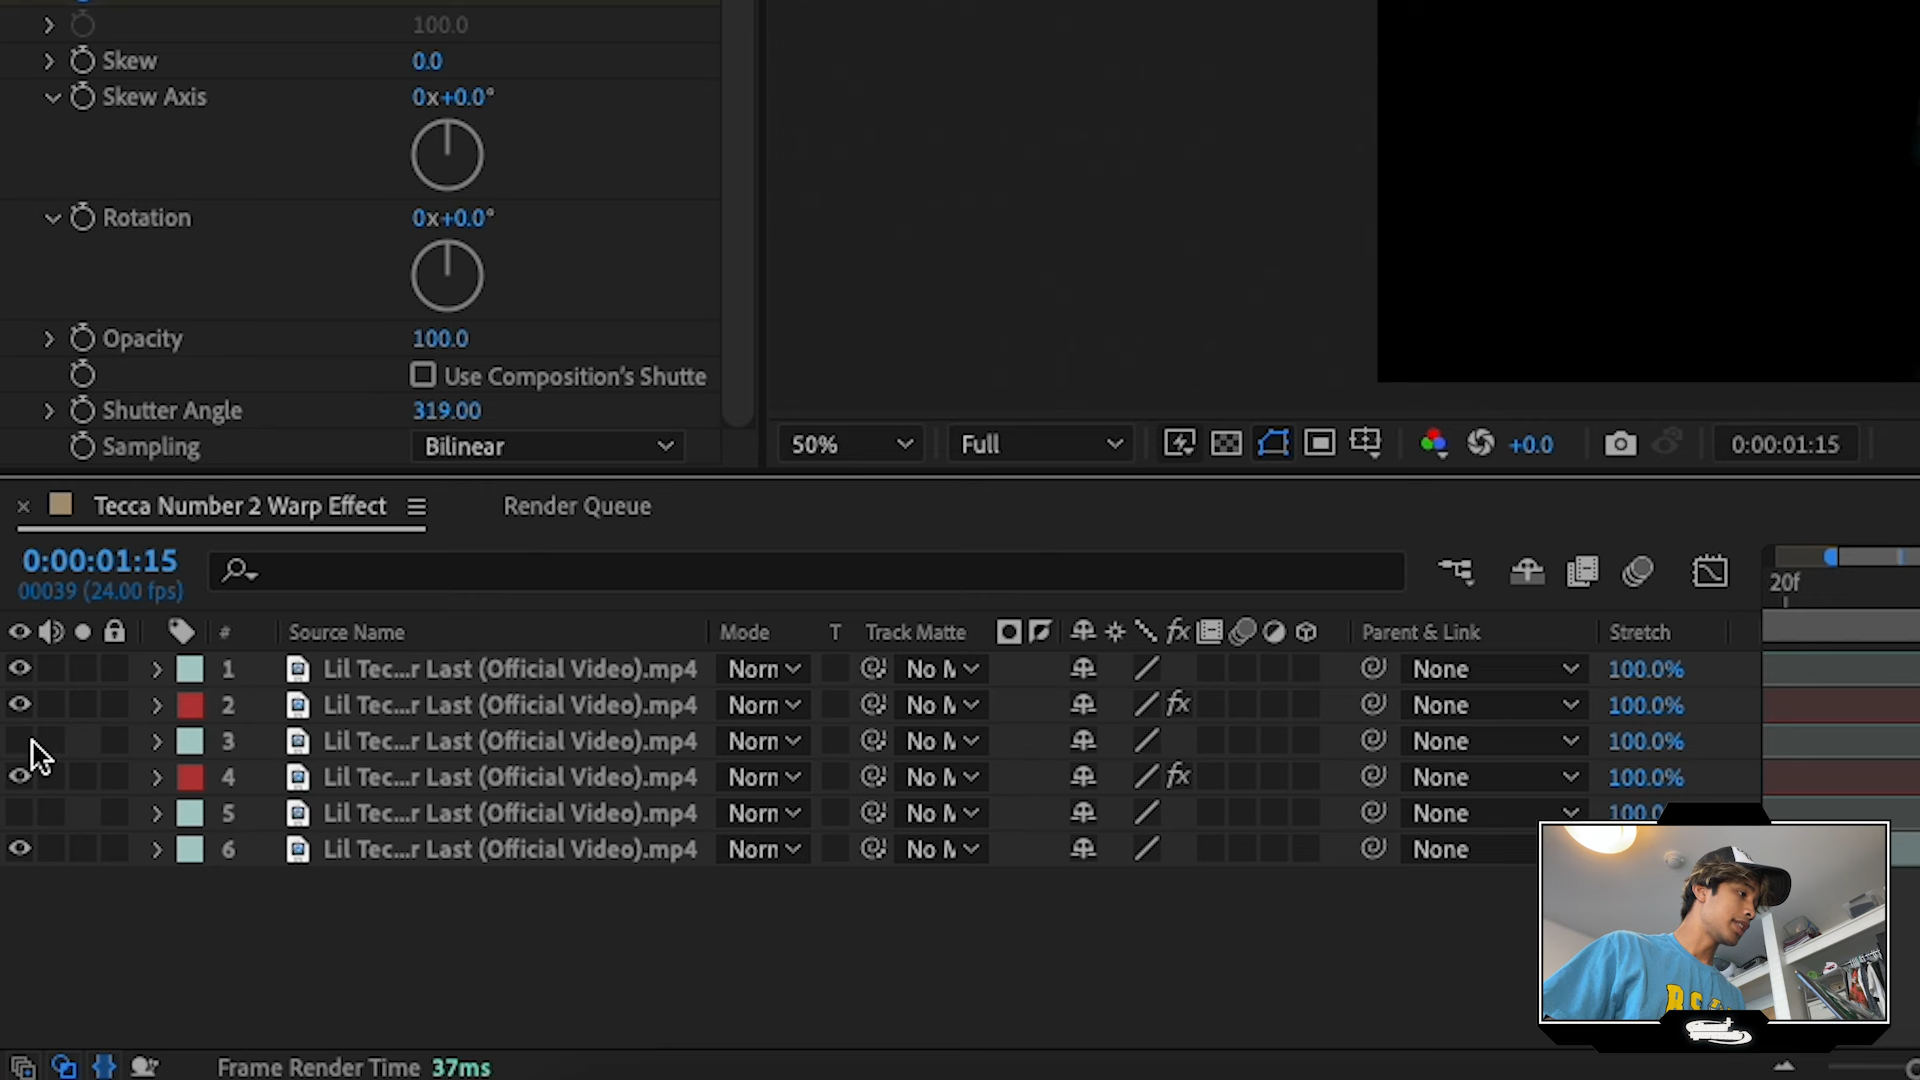 100.0
Skew 0.0
Skew Axis 0x+0.0°
Rotation 0x+0.0°
Opacity 100.0
Use Composition's Shutte
Shutter Angle 319.00
Sampling Bilinear
50% Full +0.0 0:00:01:15
Tecca Number 2 Warp Effect Render Queue
0:00:01:15
00039 (24.00 fps)
20f
# Source Name Mode T Track Matte fx Parent & Link Stretch
1 Lil Tec...r Last (Official Video).mp4 Norn No M None 100.0%
2 Lil Tec...r Last (Official Video).mp4 Norn No M fx None 100.0%
3 Lil Tec...r Last (Official Video).mp4 Norn No M None 100.0%
4 Lil Tec...r Last (Official Video).mp4 Norn No M fx None 100.0%
5 Lil Tec...r Last (Official Video).mp4 Norn No M None 100.0
6 Lil Tec...r Last (Official Video).mp4 Norn No M None
Frame Render Time 37ms